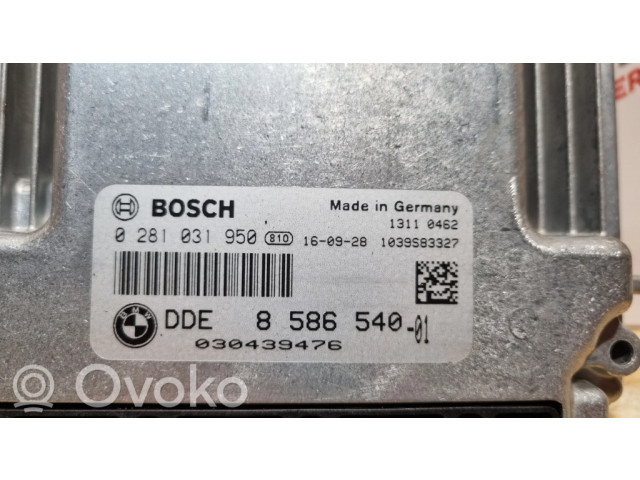 BOSCH
Made in Germany
1311 0462
0 281 031 950 810 16-09-28 1039S83327
BMW
DDE 8 586 540-01
030439476
Ovoko